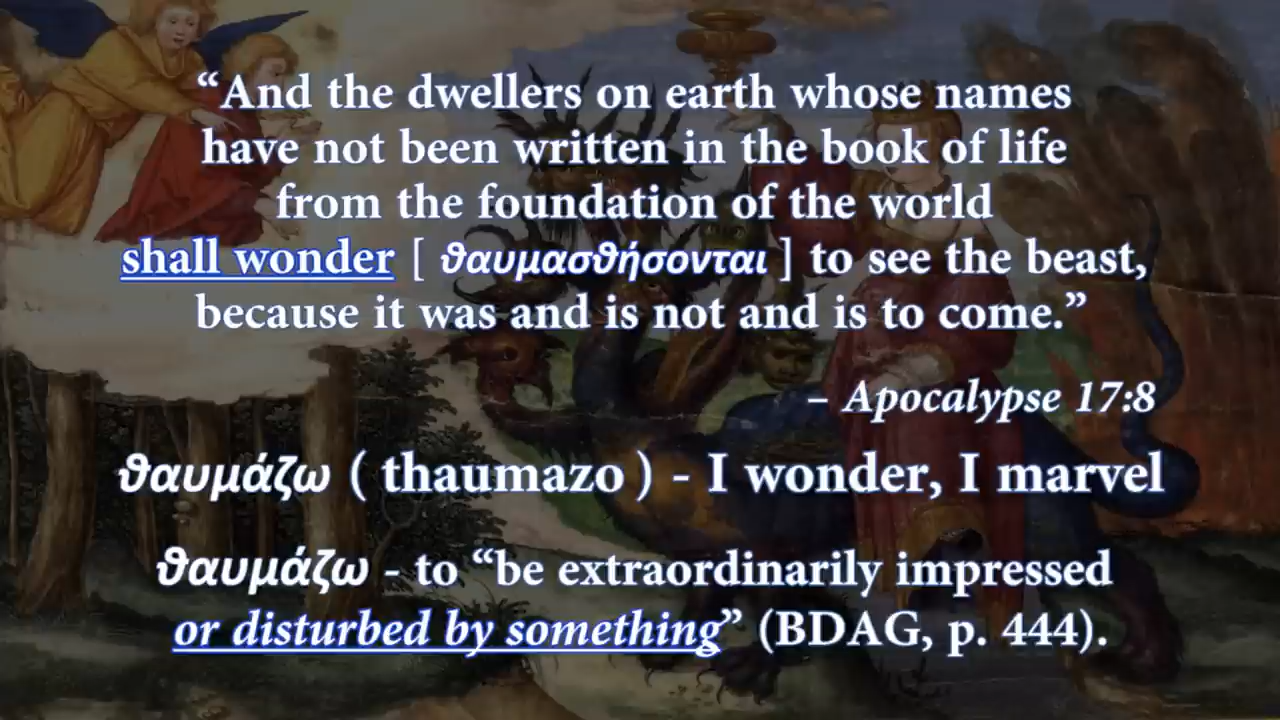 “And the dwellers on earth whose names
have not been written in the book of life
from the foundation of the world
shall wonder [ ϑαυμασϑήσονται ] to see the beast,
because it was and is not and is to come.”
– Apocalypse 17:8
ϑαυμάζω ( thaumazo ) - I wonder, I marvel
ϑαυμάζω - to “be extraordinarily impressed
or disturbed by something” (BDAG, p. 444).